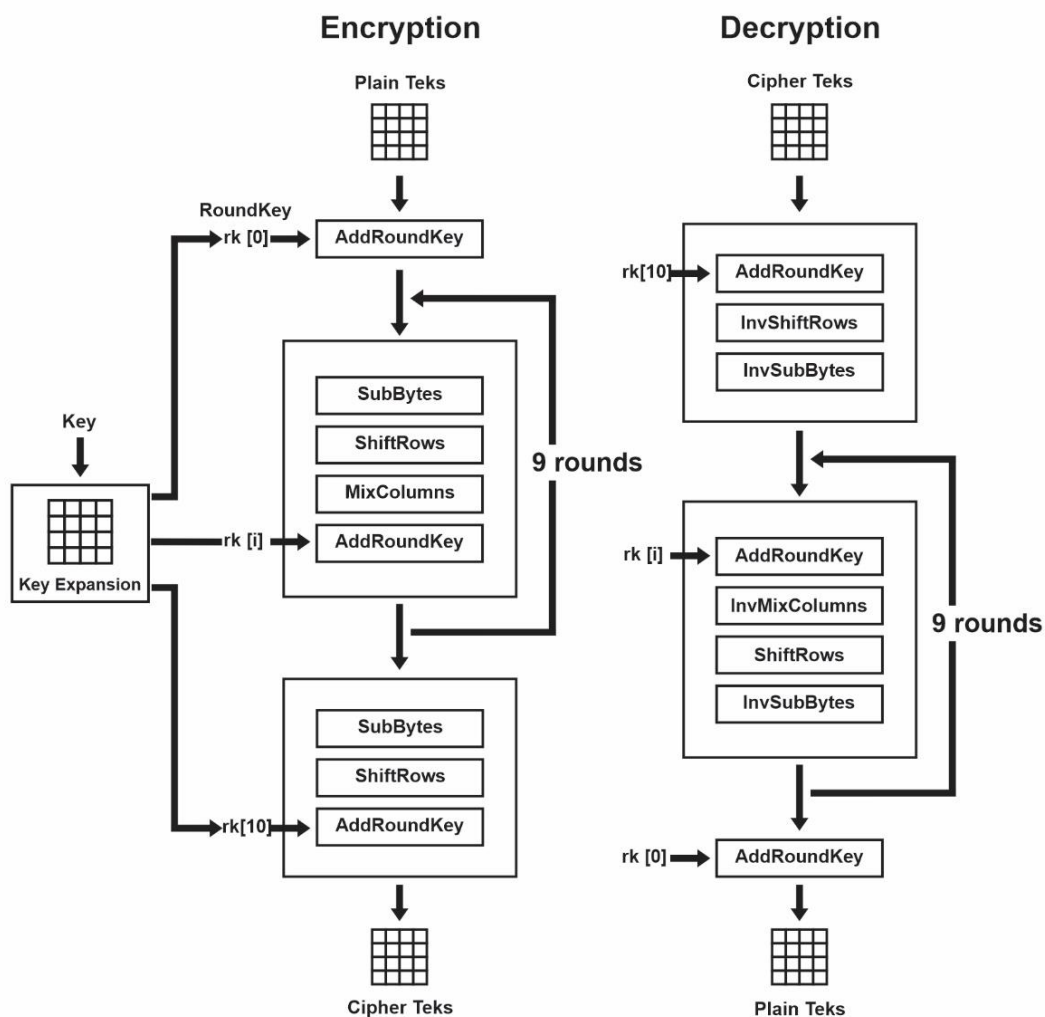 Encryption
Plain Teks
RoundKey
rk [0]
AddRoundKey
SubBytes
ShiftRows
MixColumns
AddRoundKey
9 rounds
Key
Key Expansion
rk [i]
SubBytes
ShiftRows
AddRoundKey
rk[10]
Cipher Teks
Decryption
Cipher Teks
rk[10]
AddRoundKey
InvShiftRows
InvSubBytes
rk [i]
AddRoundKey
InvMixColumns
ShiftRows
InvSubBytes
9 rounds
rk [0]
AddRoundKey
Plain Teks